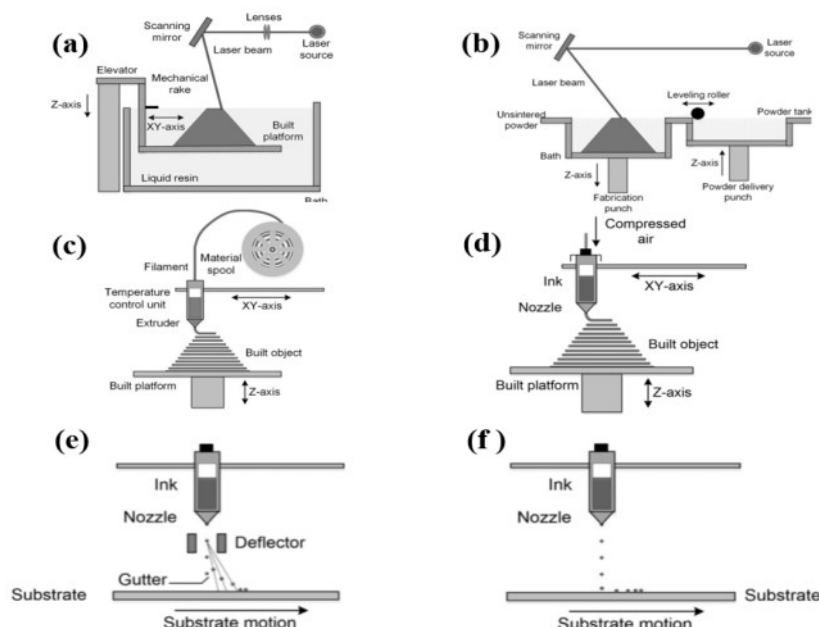 (a)
Scanning
mirror
Lenses
Laser
source
Laser beam
Elevator
Mechanical
rake
Z-axis
XY-axis
Built
platform
Liquid resin
Bath
(b)
Scanning
mirror
Laser
source
Laser beam
Leveling roller
Unsintered
powder
Powder tank
Bath
Z-axis
Z-axis
Fabrication
punch
Powder delivery
punch
(c)
Material
spool
Filament
Temperature
control unit
XY-axis
Extruder
Built object
Built platform
Z-axis
(d)
Compressed
air
Ink
XY-axis
Nozzle
Built object
Built platform
Z-axis
(e)
Ink
Nozzle
Deflector
Gutter
Substrate
Substrate motion
(f)
Ink
Nozzle
Substrate
Substrate motion